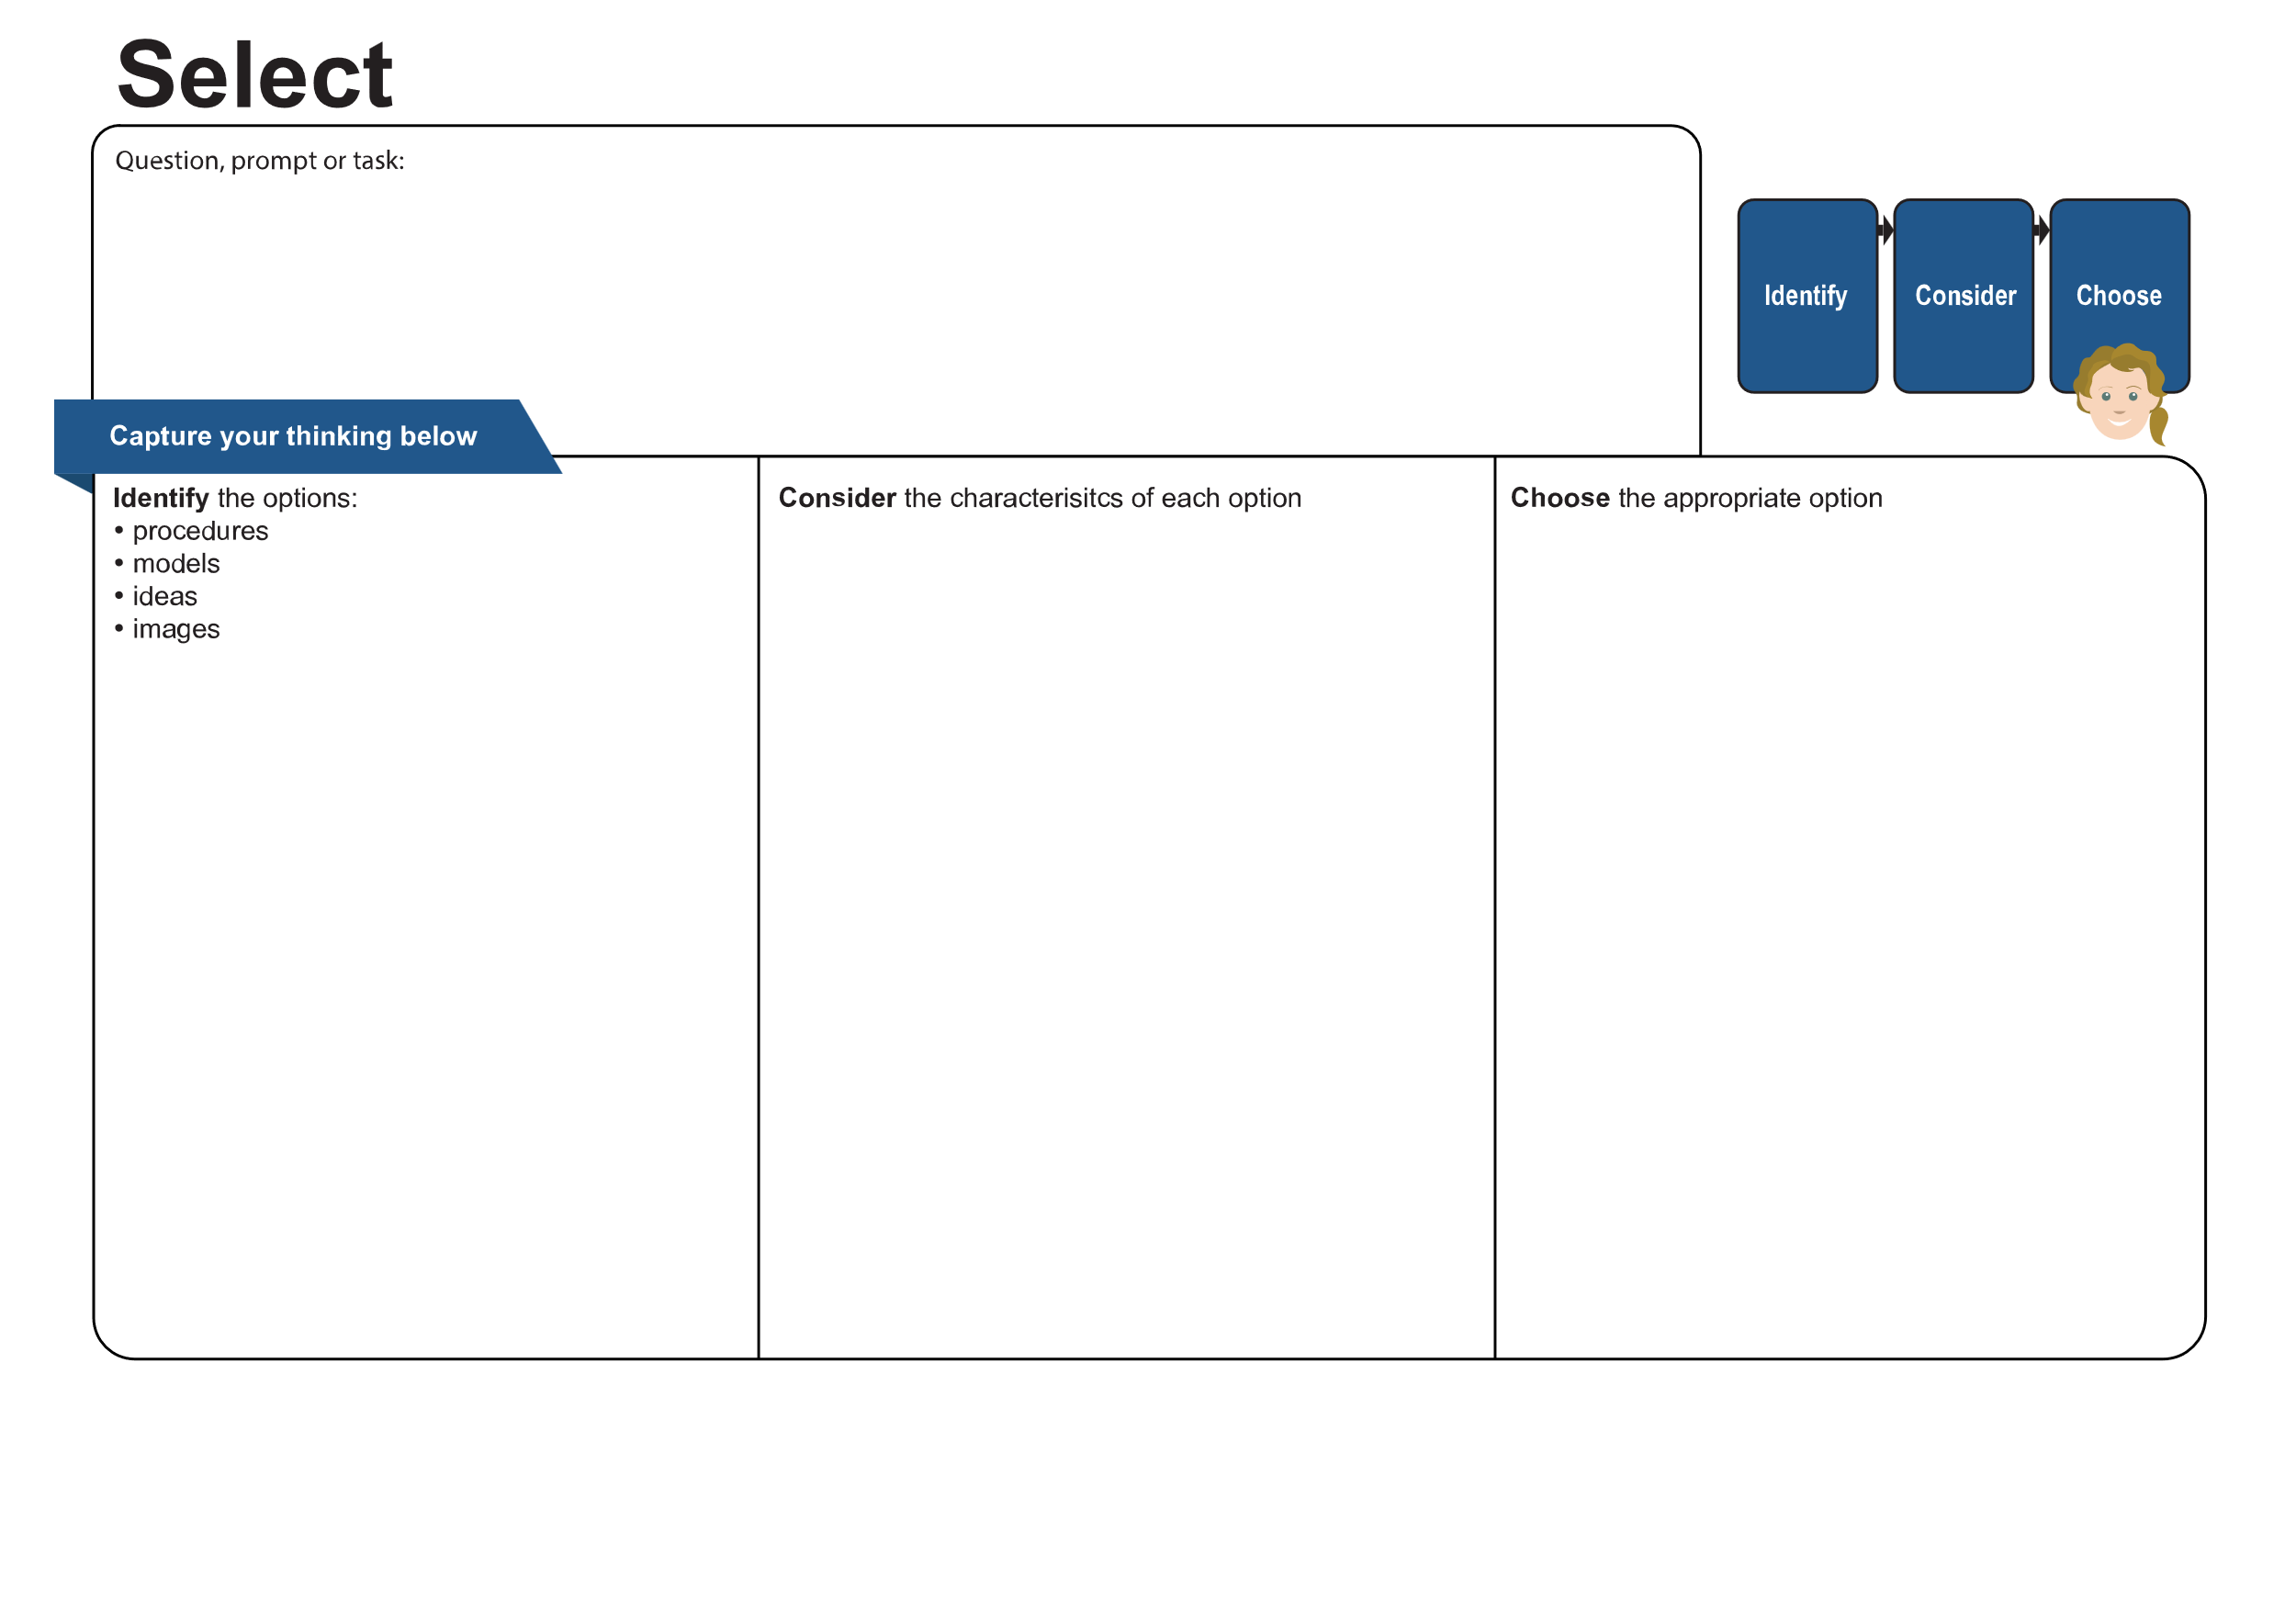 Select
Question, prompt or task:
Identify
Consider
Choose
Capture your thinking below
Identify the options:
• procedures
• models
• ideas
• images
Consider the characterisitcs of each option
Choose the appropriate option